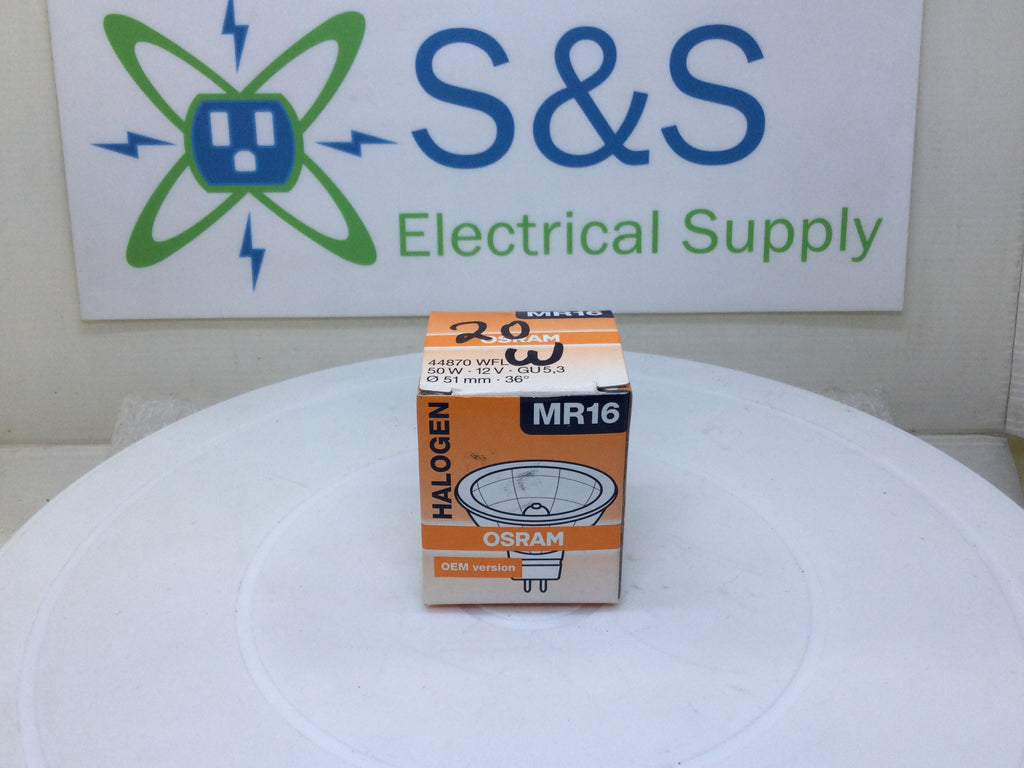 S&S
Electrical Supply
MR16
20
OSRAM
W
44870 WFL
50 W · 12 V · GU5,3
Ø 51 mm · 36°
HALOGEN
MR16
OSRAM
OEM version